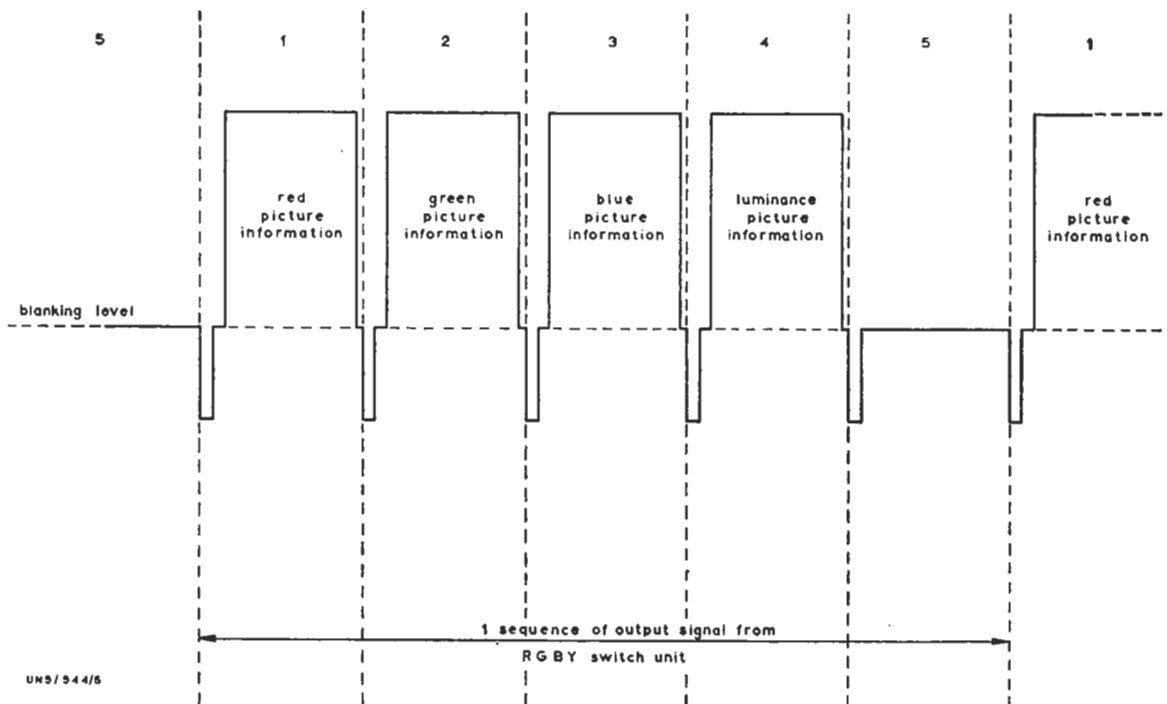 5 1 2 3 4 5 1
red
picture
information
green
picture
information
blue
picture
information
luminance
picture
information
red
picture
information
blanking level
1 sequence of output signal from
RGBY switch unit
UN9/944/6